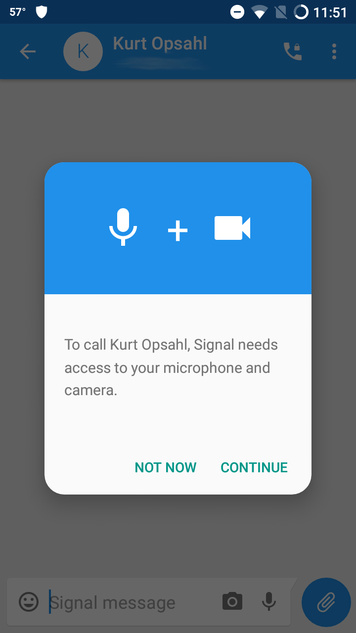 57°
11:51
K
Kurt Opsahl
+
To call Kurt Opsahl, Signal needs
access to your microphone and
camera.
NOT NOW CONTINUE
Signal message